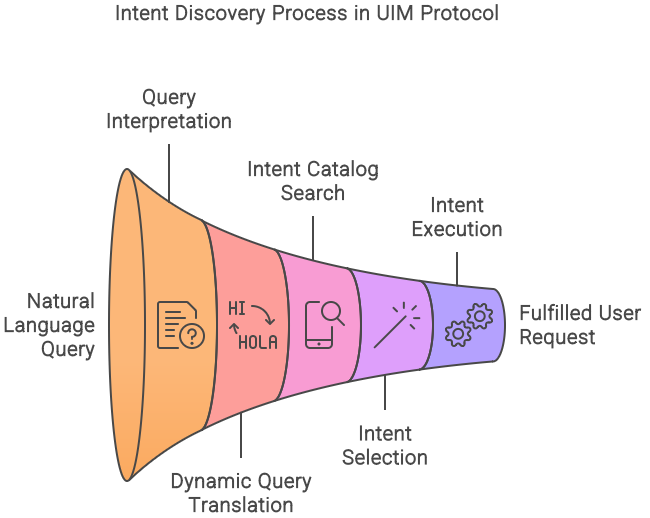 Intent Discovery Process in UIM Protocol
Query
Interpretation
Intent Catalog
Search
Intent
Execution
Natural
Language
Query
HI
HOLA
Fulfilled User
Request
Intent
Selection
Dynamic Query
Translation